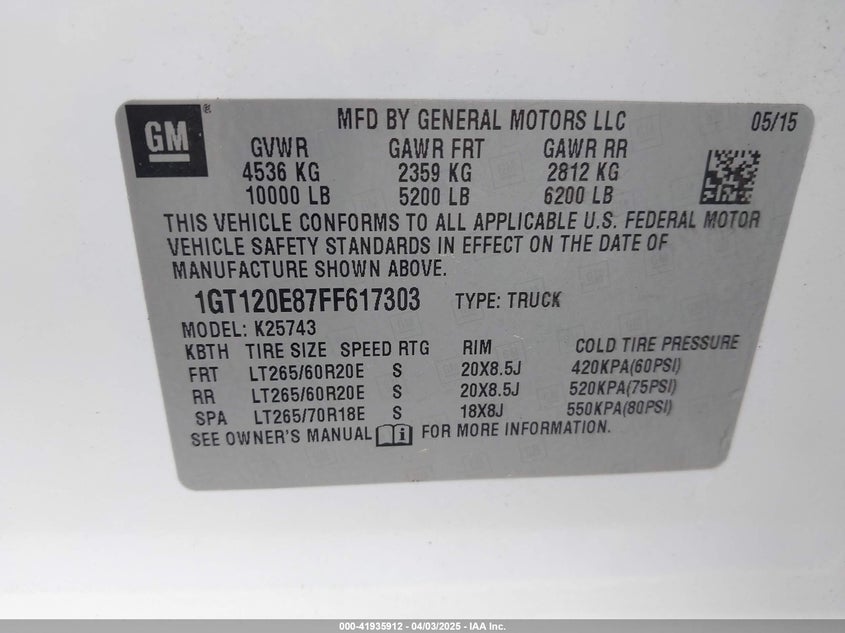 GM
®
MFD BY GENERAL MOTORS LLC 05/15
GVWR GAWR FRT GAWR RR
4536 KG 2359 KG 2812 KG
10000 LB 5200 LB 6200 LB
THIS VEHICLE CONFORMS TO ALL APPLICABLE U.S. FEDERAL MOTOR
VEHICLE SAFETY STANDARDS IN EFFECT ON THE DATE OF
MANUFACTURE SHOWN ABOVE.
1GT120E87FF617303 TYPE: TRUCK
MODEL: K25743
KBTH TIRE SIZE SPEED RTG RIM COLD TIRE PRESSURE
FRT LT265/60R20E S 20X8.5J 420KPA(60PSI)
RR LT265/60R20E S 20X8.5J 520KPA(75PSI)
SPA LT265/70R18E S 18X8J 550KPA(80PSI)
SEE OWNER'S MANUAL i FOR MORE INFORMATION.
000-41935912 - 04/03/2025 - IAA Inc.